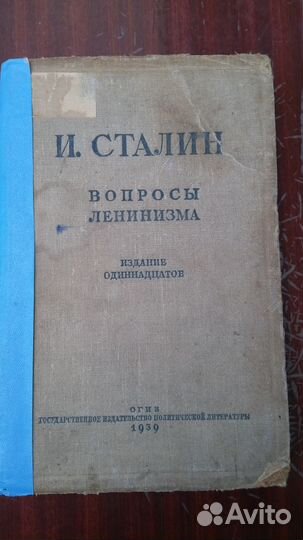 И. СТАЛИН
ВОПРОСЫ
ЛЕНИНИЗМА
ИЗДАНИЕ
ОДИННАДЦАТОЕ
ОГИЗ
ГОСУДАРСТВЕННОЕ ИЗДАТЕЛЬСТВО ПОЛИТИЧЕСКОЙ ЛИТЕРАТУРЫ
1939
Avito